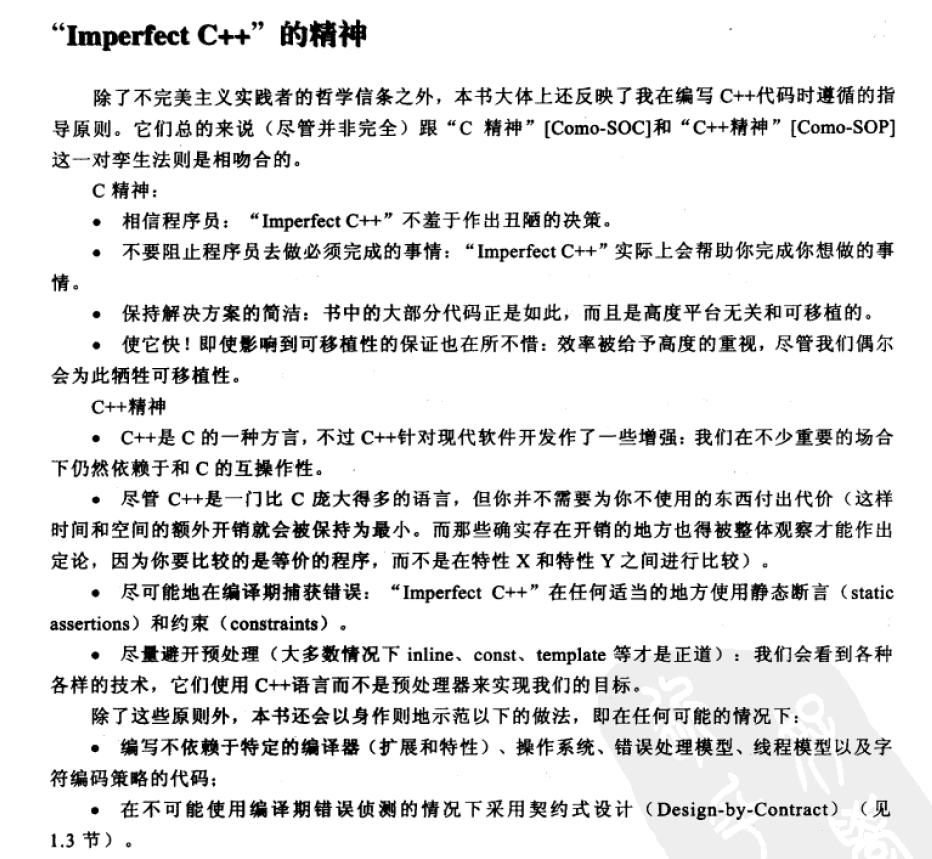 “Imperfect C++”的精神
除了不完美主义实践者的哲学信条之外，本书大体上还反映了我在编写 C++代码时遵循的指
导原则。它们总的来说（尽管并非完全）跟“C 精神”[Como-SOC]和“C++精神”[Como-SOP]
这一对孪生法则是相吻合的。
C 精神：
• 相信程序员：“Imperfect C++”不羞于作出丑陋的决策。
• 不要阻止程序员去做必须完成的事情：“Imperfect C++”实际上会帮助你完成你想做的事
情。
• 保持解决方案的简洁：书中的大部分代码正是如此，而且是高度平台无关和可移植的。
• 使它快！即使影响到可移植性的保证也在所不惜：效率被给予高度的重视，尽管我们偶尔
会为此牺牲可移植性。
C++精神
• C++是 C 的一种方言，不过 C++针对现代软件开发作了一些增强：我们在不少重要的场合
下仍然依赖于和 C 的互操作性。
• 尽管 C++是一门比 C 庞大得多的语言，但你并不需要为你不使用的东西付出代价（这样
时间和空间的额外开销就会被保持为最小。而那些确实存在开销的地方也得被整体观察才能作出
定论，因为你要比较的是等价的程序，而不是在特性 X 和特性 Y 之间进行比较）。
• 尽可能地在编译期捕获错误：“Imperfect C++”在任何适当的地方使用静态断言（static
assertions）和约束（constraints）。
• 尽量避开预处理（大多数情况下 inline、const、template 等才是正道）：我们会看到各种
各样的技术，它们使用 C++语言而不是预处理器来实现我们的目标。
除了这些原则外，本书还会以身作则地示范以下的做法，即在任何可能的情况下：
• 编写不依赖于特定的编译器（扩展和特性）、操作系统、错误处理模型、线程模型以及字
符编码策略的代码；
• 在不可能使用编译期错误侦测的情况下采用契约式设计（Design-by-Contract）（见
1.3 节）。